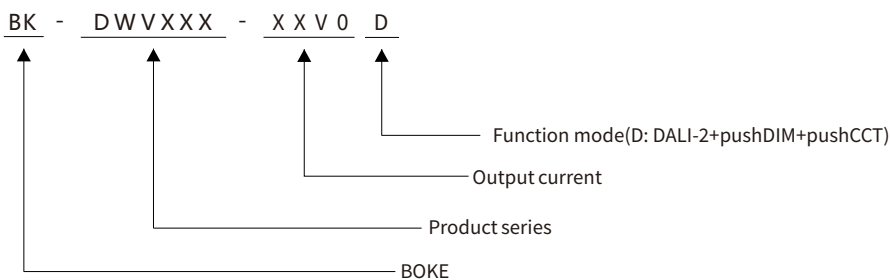 BK - DWVXXX - XXV0 D
Function mode(D: DALI-2+pushDIM+pushCCT)
Output current
Product series
BOKE